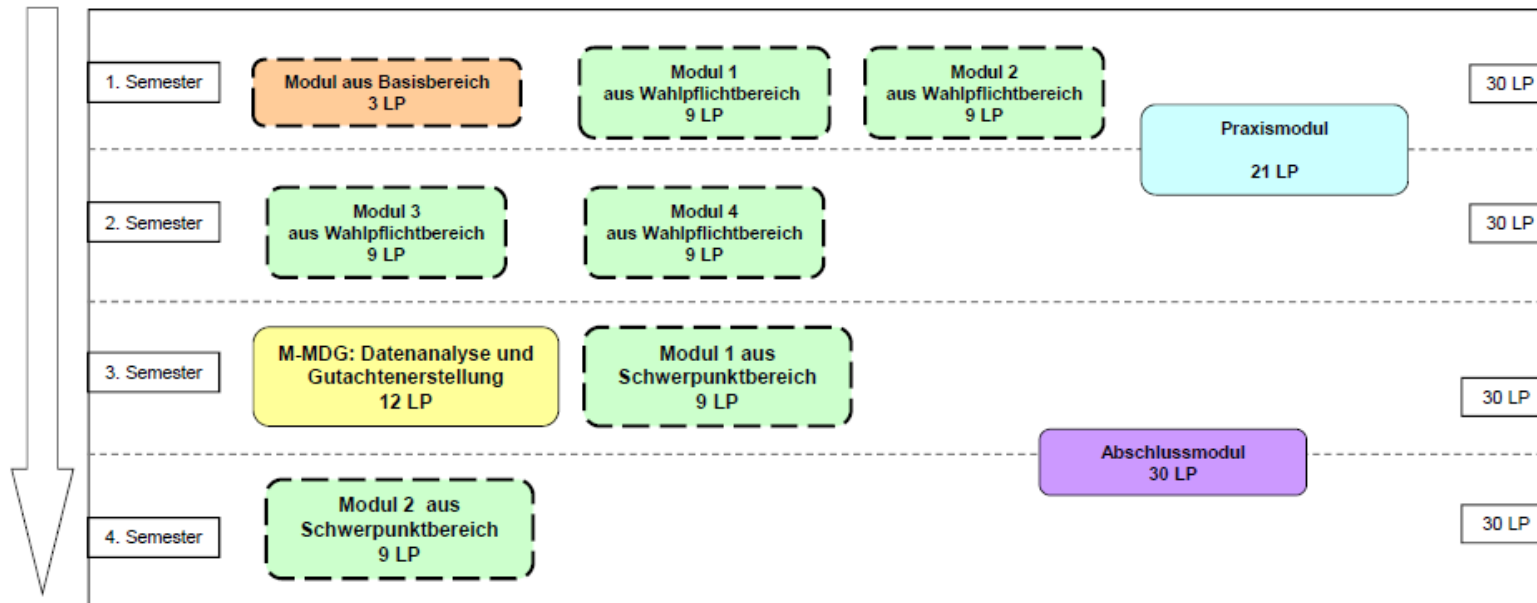 1. Semester
Modul aus Basisbereich
3 LP
Modul 1
aus Wahlpflichtbereich
9 LP
Modul 2
aus Wahlpflichtbereich
9 LP
30 LP
Praxismodul
21 LP
2. Semester
Modul 3
aus Wahlpflichtbereich
9 LP
Modul 4
aus Wahlpflichtbereich
9 LP
30 LP
3. Semester
M-MDG: Datenanalyse und
Gutachtenerstellung
12 LP
Modul 1 aus
Schwerpunktbereich
9 LP
30 LP
Abschlussmodul
30 LP
4. Semester
Modul 2 aus
Schwerpunktbereich
9 LP
30 LP